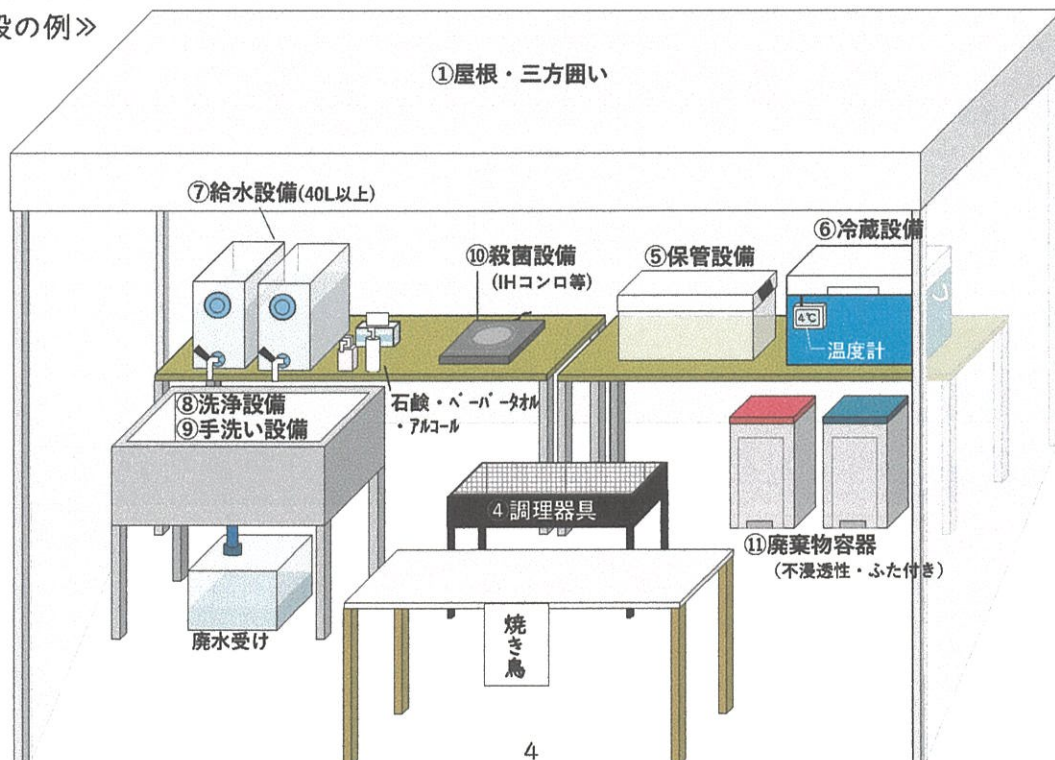 設の例≫
①屋根・三方囲い
⑦給水設備(40L以上)
⑥冷蔵設備
⑩殺菌設備
(IHコンロ等)
⑤保管設備
4℃
温度計
⑧洗浄設備
⑨手洗い設備
石鹸・ペーパータオル
・アルコール
④調理器具
⑪廃棄物容器
(不浸透性・ふた付き)
廃水受け
焼き鳥
4